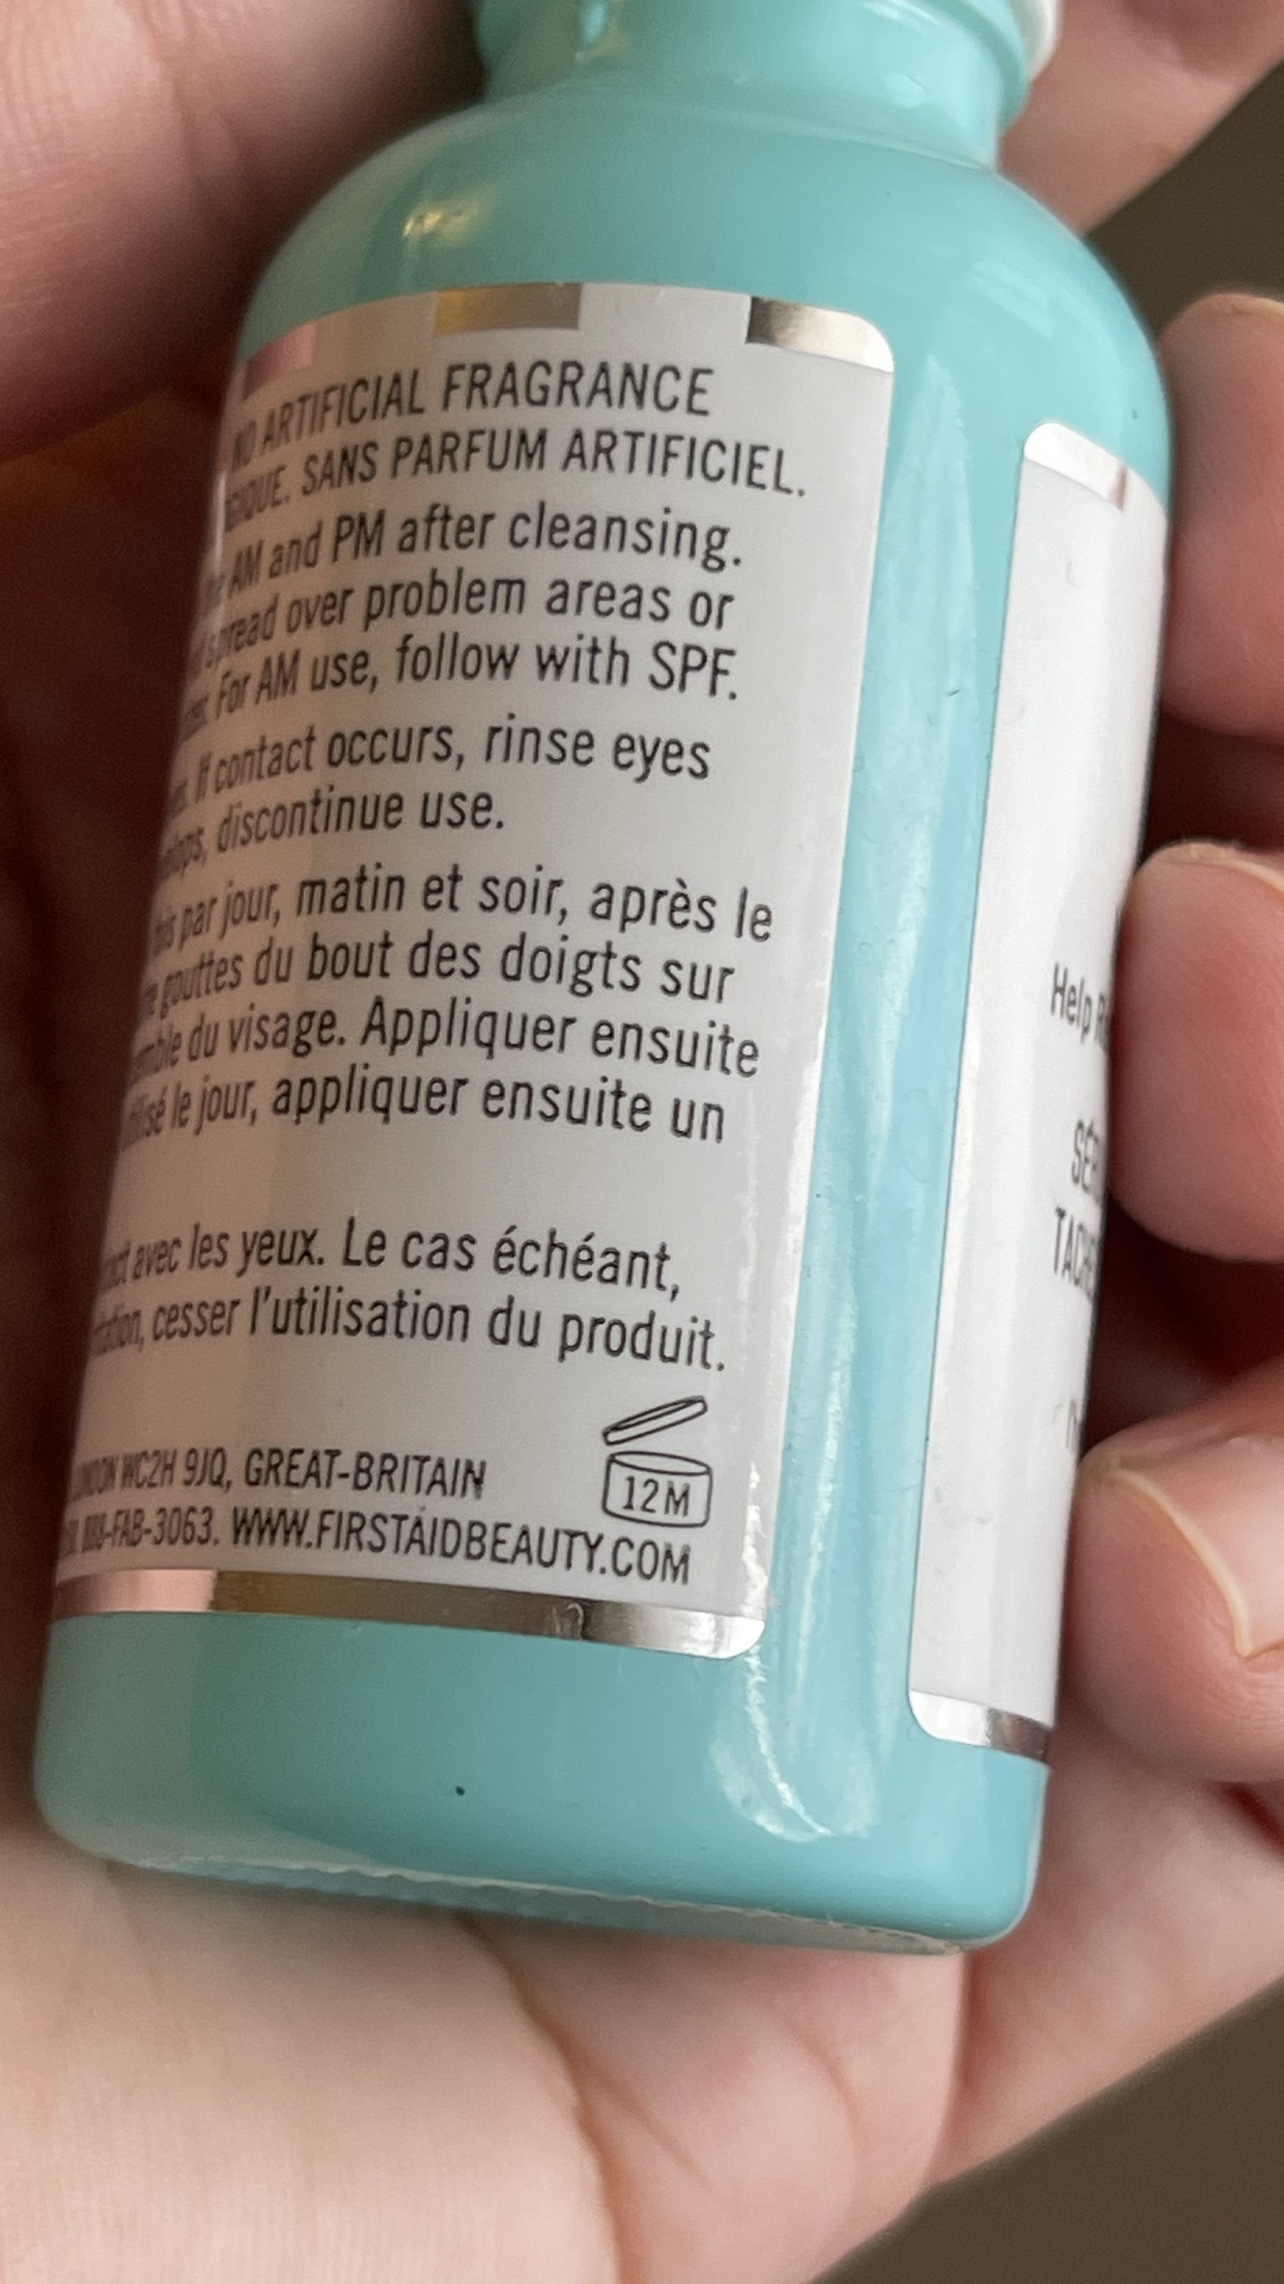 NO ARTIFICIAL FRAGRANCE
SANS PARFUM ARTIFICIEL.
AM and PM after cleansing.
spread over problem areas or
For AM use, follow with SPF.
If contact occurs, rinse eyes
discontinue use.
par jour, matin et soir, après le
gouttes du bout des doigts sur
du visage. Appliquer ensuite
le jour, appliquer ensuite un
avec les yeux. Le cas échéant,
cesser l'utilisation du produit.
12M
LONDON WC2H 9JQ, GREAT-BRITAIN
888-FAB-3063. WWW.FIRSTAIDBEAUTY.COM
Help